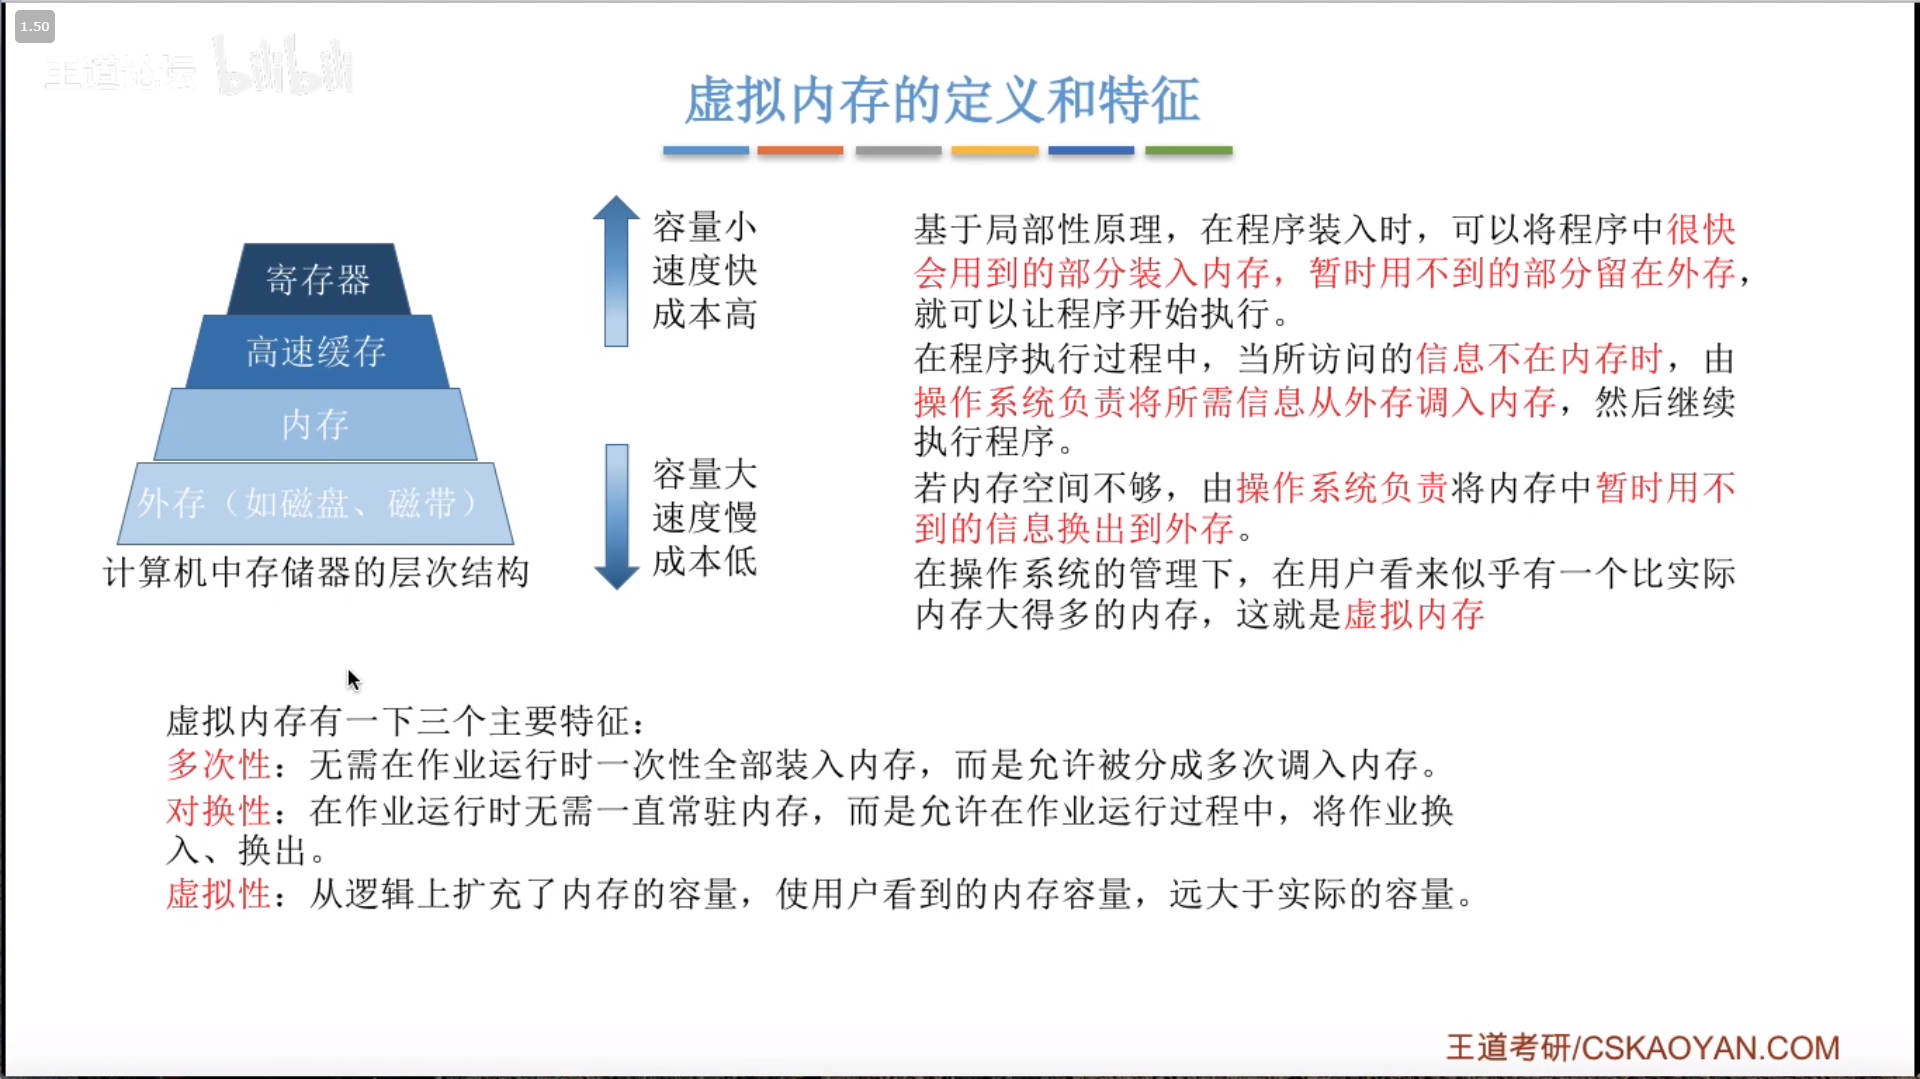 1.50
王道论坛 bilibili
虚拟内存的定义和特征
寄存器
高速缓存
内存
外存（如磁盘、磁带）
计算机中存储器的层次结构
容量小
速度快
成本高
容量大
速度慢
成本低
基于局部性原理，在程序装入时，可以将程序中很快
会用到的部分装入内存，暂时用不到的部分留在外存，
就可以让程序开始执行。
在程序执行过程中，当所访问的信息不在内存时，由
操作系统负责将所需信息从外存调入内存，然后继续
执行程序。
若内存空间不够，由操作系统负责将内存中暂时用不
到的信息换出到外存。
在操作系统的管理下，在用户看来似乎有一个比实际
内存大得多的内存，这就是虚拟内存
虚拟内存有一下三个主要特征：
多次性：无需在作业运行时一次性全部装入内存，而是允许被分成多次调入内存。
对换性：在作业运行时无需一直常驻内存，而是允许在作业运行过程中，将作业换
入、换出。
虚拟性：从逻辑上扩充了内存的容量，使用户看到的内存容量，远大于实际的容量。
王道考研/CSKAOYAN.COM